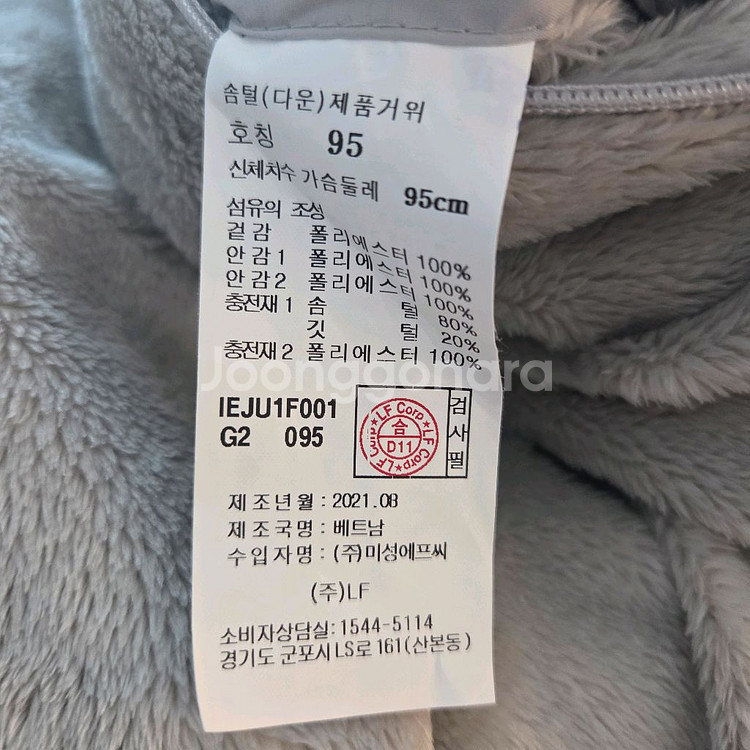 솜털(다운)제품거위
호칭 95
신체치수 가슴둘레 95cm
섬유의 조성
겉감 폴리에스터 100%
안감1 폴리에스터 100%
안감2 폴리에스터 100%
충전재1 솜털 80%
깃털 20%
충전재2 폴리에스터 100%
Joonggonara
IEJU1F001
G2 095
LF Corp ★ LF Corp ★ LF Corp ★
合
D11
검사필
제조년월 : 2021.08
제조국명 : 베트남
수입자명 : (주)미성에프씨
(주)LF
소비자상담실: 1544-5114
경기도 군포시 LS로 161(산본동)